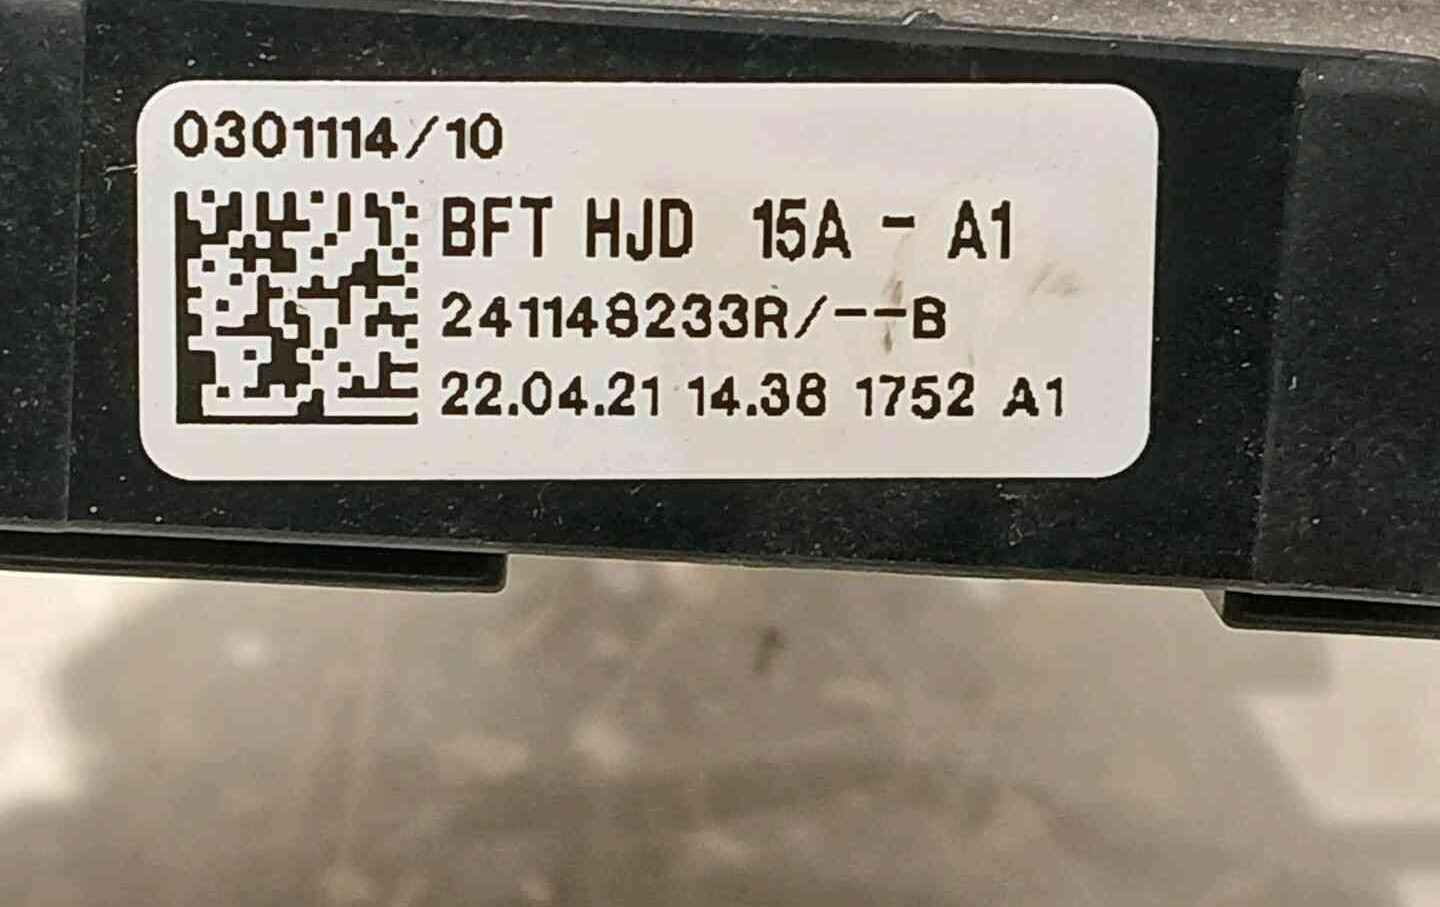 0301114/10
BFT HJD 15A - A1
241148233R/--B
22.04.21 14.38 1752 A1